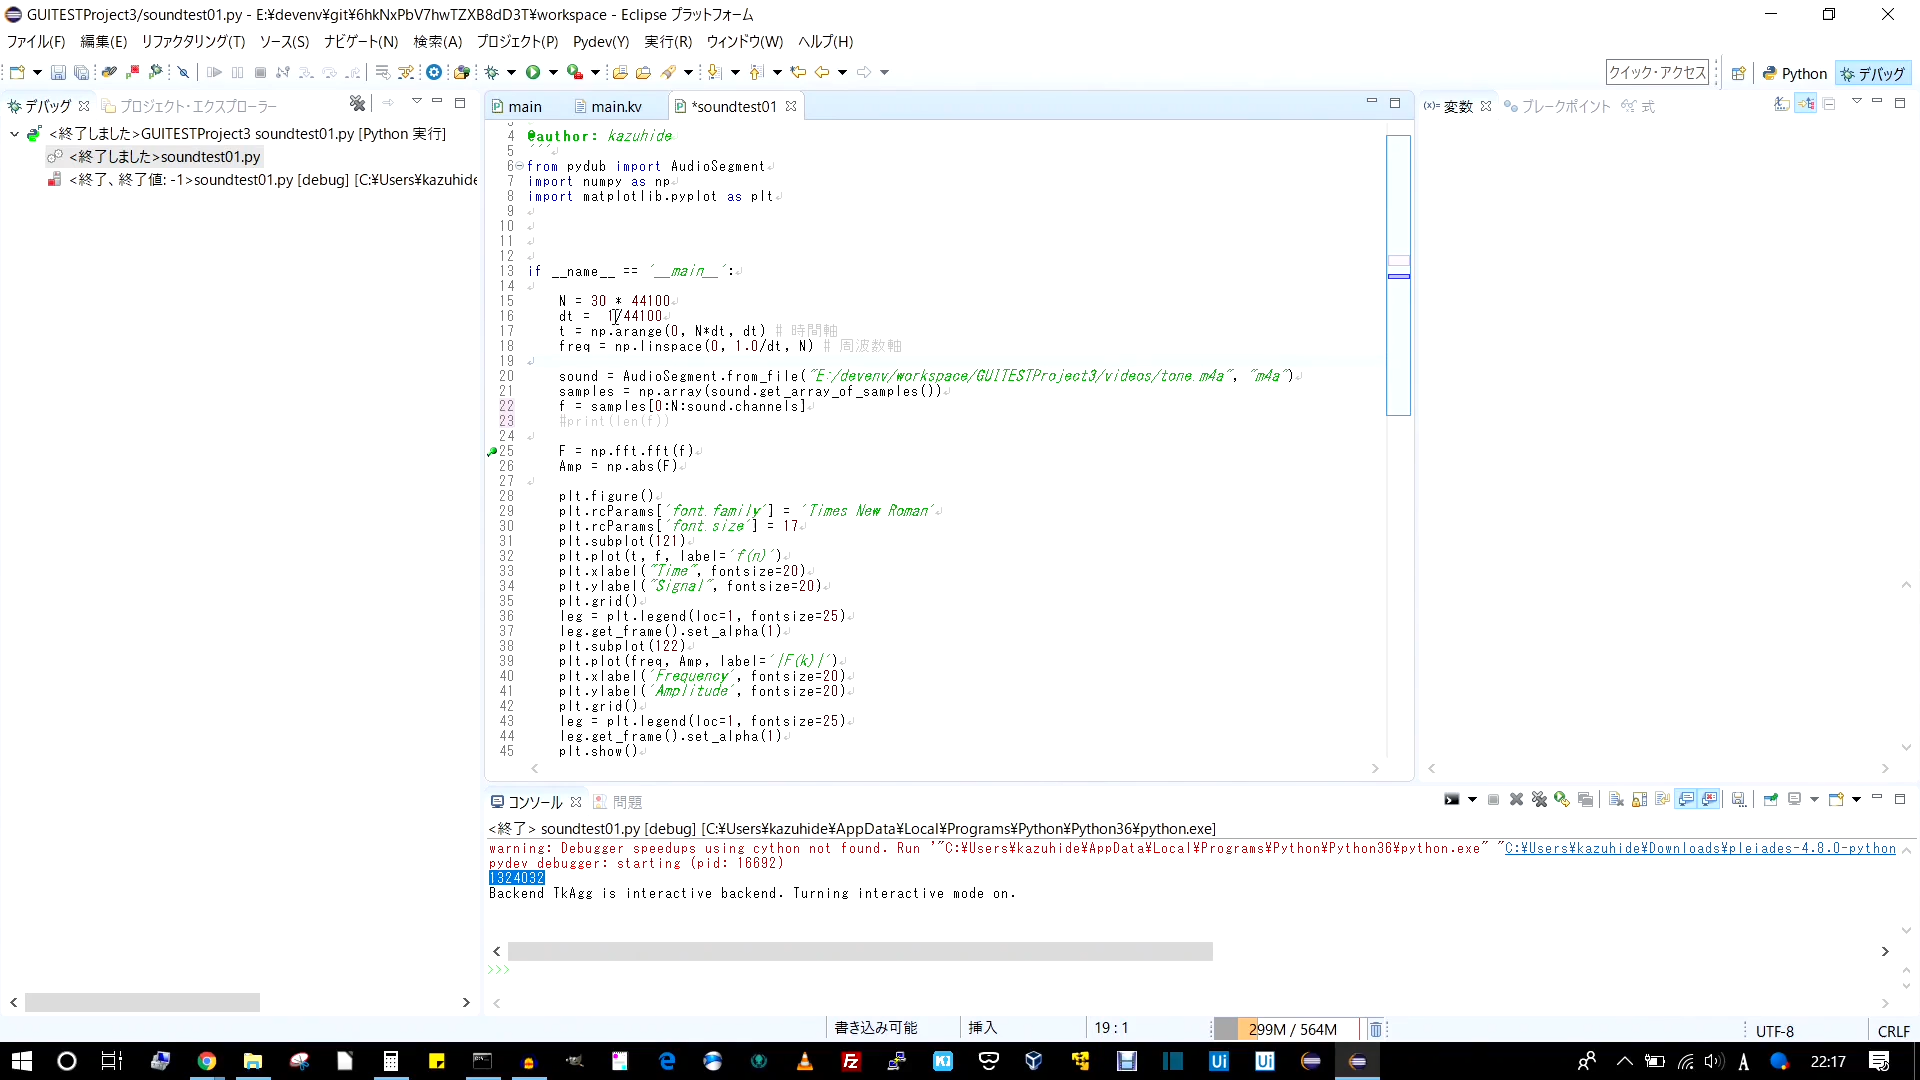 GUITESTProject3/soundtest01.py - E:¥devenv¥git¥6hkNxPbV7hwTZXB8dD3T¥workspace - Eclipse プラットフォーム
ファイル(F) 編集(E) リファクタリング(T) ソース(S) ナビゲート(N) 検索(A) プロジェクト(P) Pydev(Y) 実行(R) ウィンドウ(W) ヘルプ(H)
クイック・アクセス Python デバッグ
デバッグ プロジェクト・エクスプローラー
<終了しました>GUITESTProject3 soundtest01.py [Python 実行]
<終了しました>soundtest01.py
<終了、終了値: -1>soundtest01.py [debug] [C:¥Users¥kazuhide
main main.kv *soundtest01
4 @author: kazuhide
5 '''
6 from pydub import AudioSegment
7 import numpy as np
8 import matplotlib.pyplot as plt
9
10
11
12
13 if __name__ == '__main__':
14
15 N = 30 * 44100
16 dt = 1/44100
17 t = np.arange(0, N*dt, dt) # 時間軸
18 freq = np.linspace(0, 1.0/dt, N) # 周波数軸
19
20 sound = AudioSegment.from_file("E:/devenv/workspace/GUITESTProject3/videos/tone.m4a", "m4a")
21 samples = np.array(sound.get_array_of_samples())
22 f = samples[0:N:sound.channels]
23 #print(len(f))
24
25 F = np.fft.fft(f)
26 Amp = np.abs(F)
27
28 plt.figure()
29 plt.rcParams['font.family'] = 'Times New Roman'
30 plt.rcParams['font.size'] = 17
31 plt.subplot(121)
32 plt.plot(t, f, label='f(n)')
33 plt.xlabel("Time", fontsize=20)
34 plt.ylabel("Signal", fontsize=20)
35 plt.grid()
36 leg = plt.legend(loc=1, fontsize=25)
37 leg.get_frame().set_alpha(1)
38 plt.subplot(122)
39 plt.plot(freq, Amp, label='|F(k)|')
40 plt.xlabel('Frequency', fontsize=20)
41 plt.ylabel('Amplitude', fontsize=20)
42 plt.grid()
43 leg = plt.legend(loc=1, fontsize=25)
44 leg.get_frame().set_alpha(1)
45 plt.show()
(x)= 変数 ブレークポイント 式
コンソール 問題
<終了> soundtest01.py [debug] [C:¥Users¥kazuhide¥AppData¥Local¥Programs¥Python¥Python36¥python.exe]
warning: Debugger speedups using cython not found. Run '"C:¥Users¥kazuhide¥AppData¥Local¥Programs¥Python¥Python36¥python.exe" "C:¥Users¥kazuhide¥Downloads¥pleiades-4.8.0-python
pydev debugger: starting (pid: 16692)
1324032
Backend TkAgg is interactive backend. Turning interactive mode on.
>>>
書き込み可能 挿入 19 : 1 299M / 564M UTF-8 CRLF
A 22:17